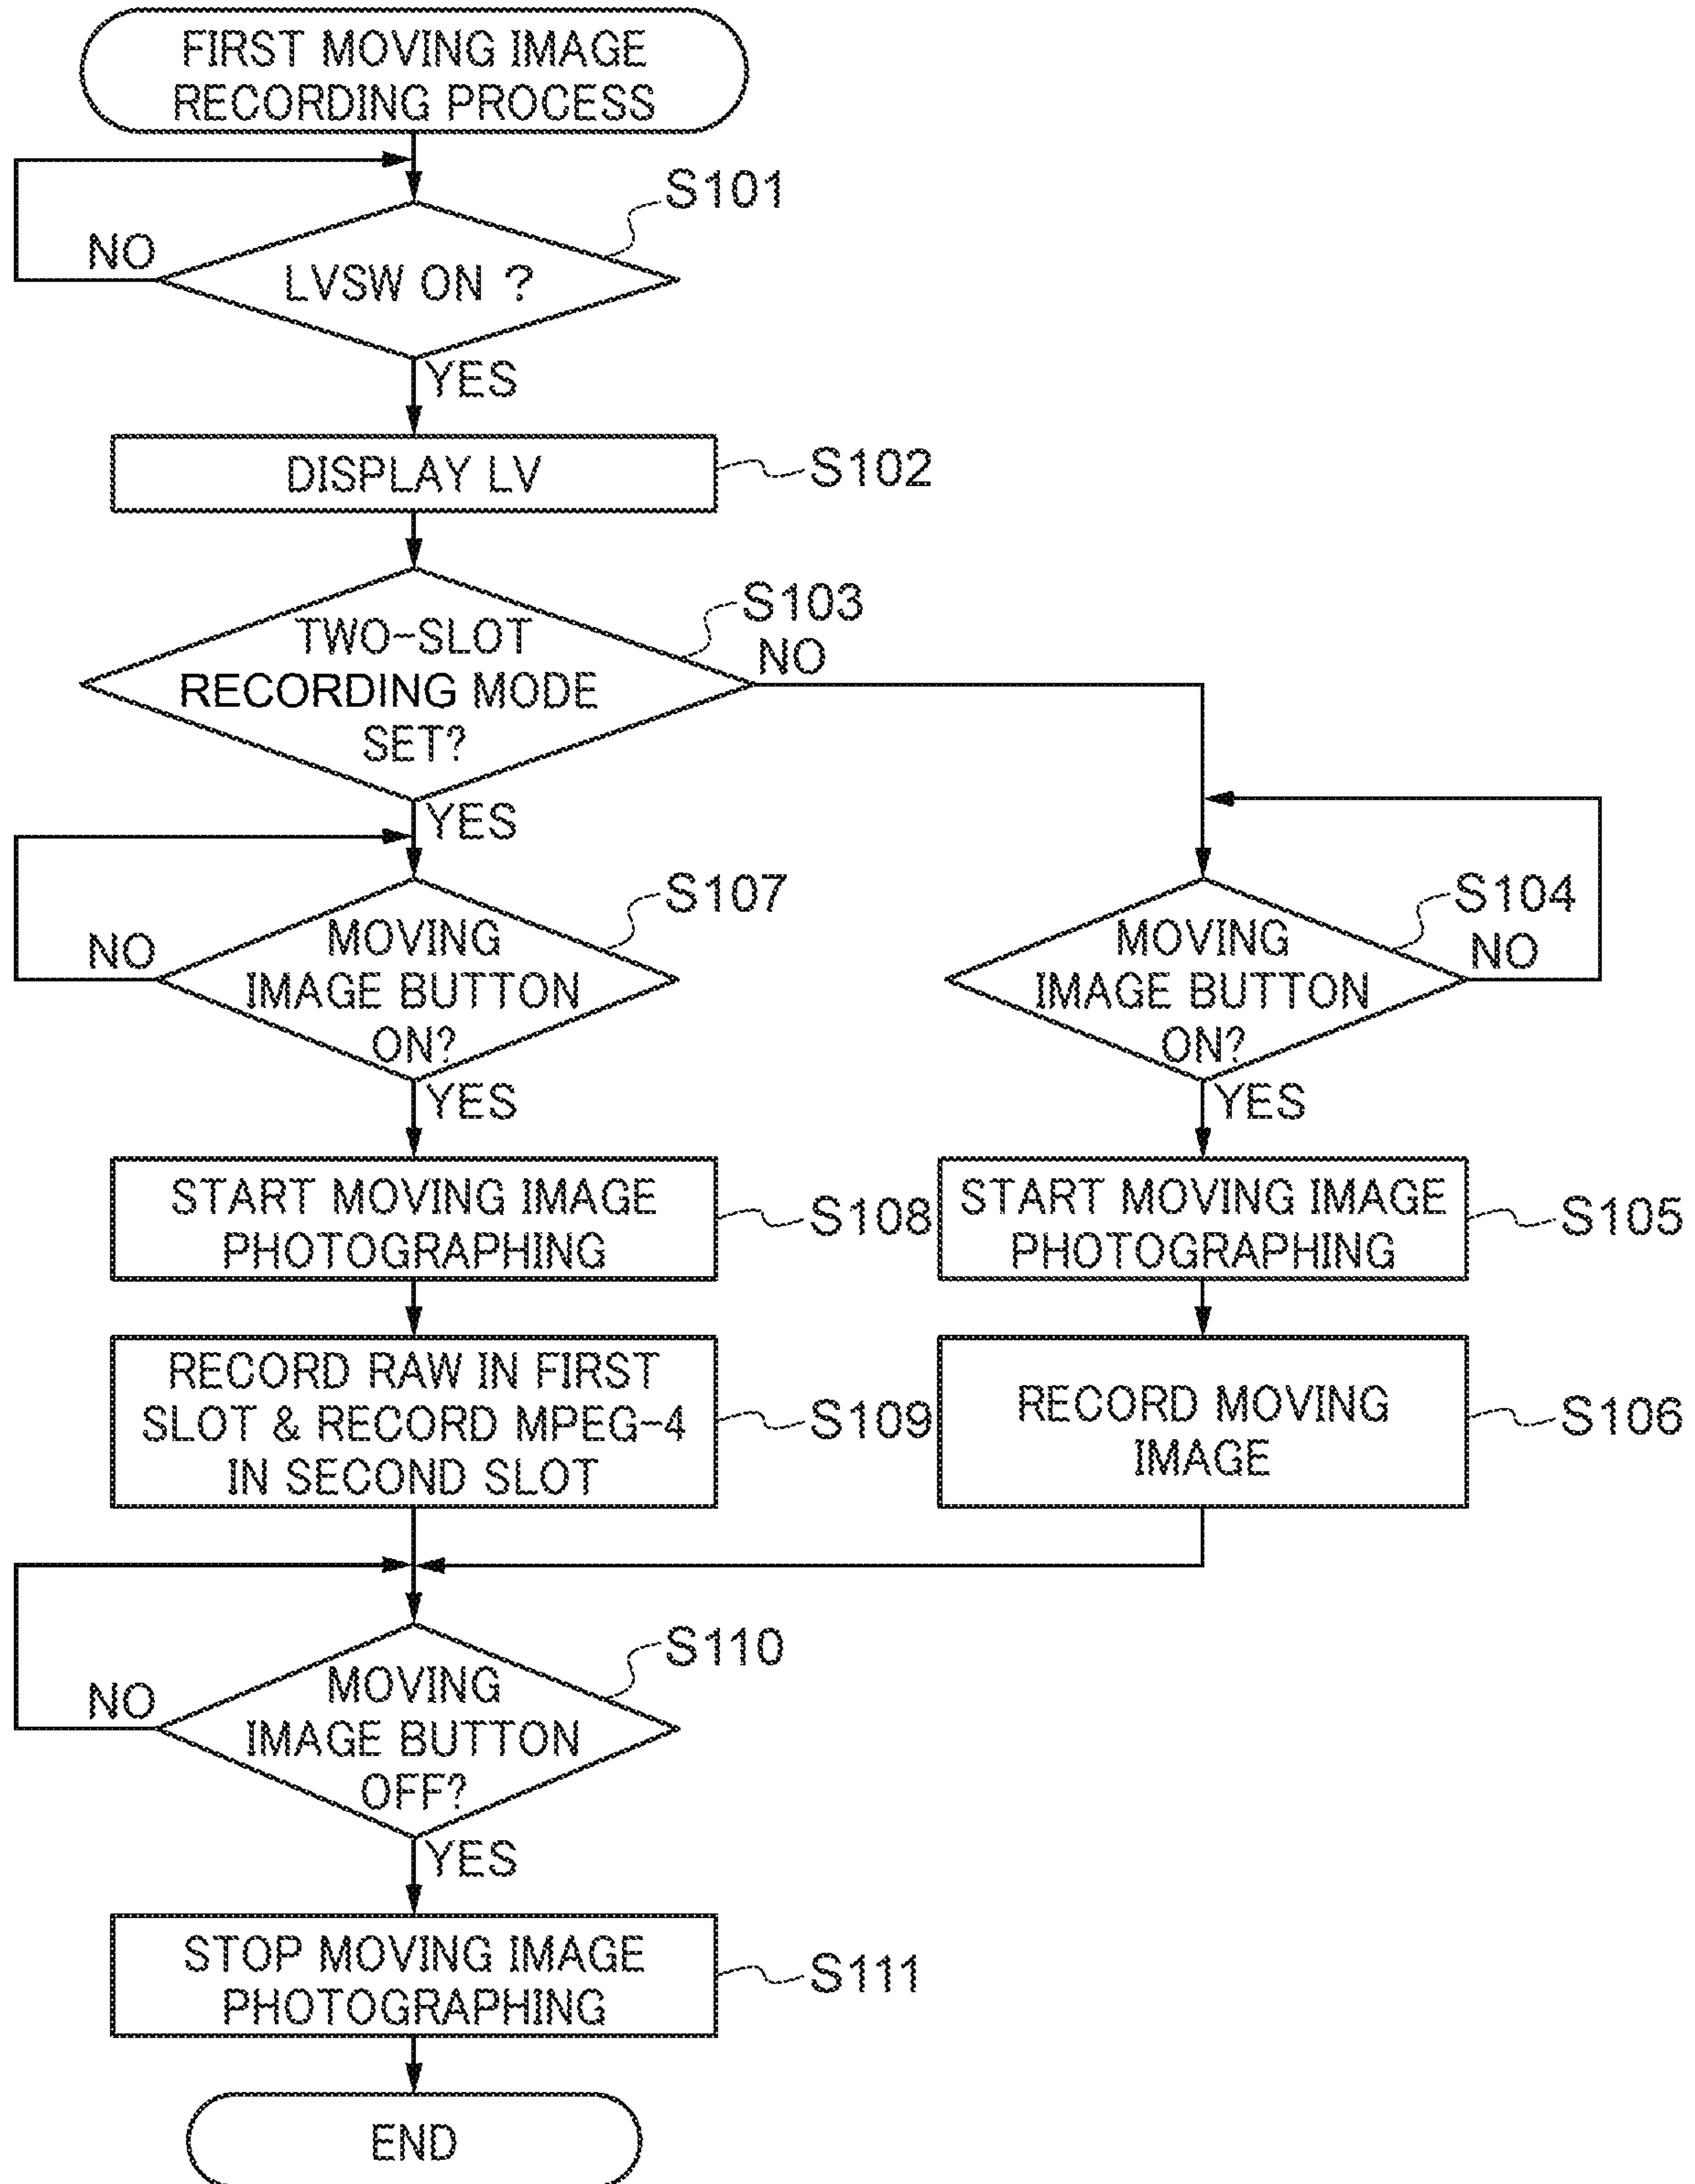 FIRST MOVING IMAGE
RECORDING PROCESS
S101
NO
LVSW ON ?
YES
DISPLAY LV
S102
S103
TWO-SLOT
RECORDING MODE
SET?
NO
YES
S107
NO
MOVING
IMAGE BUTTON
ON?
YES
S104
MOVING
IMAGE BUTTON
ON?
NO
YES
START MOVING IMAGE
PHOTOGRAPHING
S108
START MOVING IMAGE
PHOTOGRAPHING
S105
RECORD RAW IN FIRST
SLOT & RECORD MPEG-4
IN SECOND SLOT
S109
RECORD MOVING
IMAGE
S106
S110
NO
MOVING
IMAGE BUTTON
OFF?
YES
STOP MOVING IMAGE
PHOTOGRAPHING
S111
END